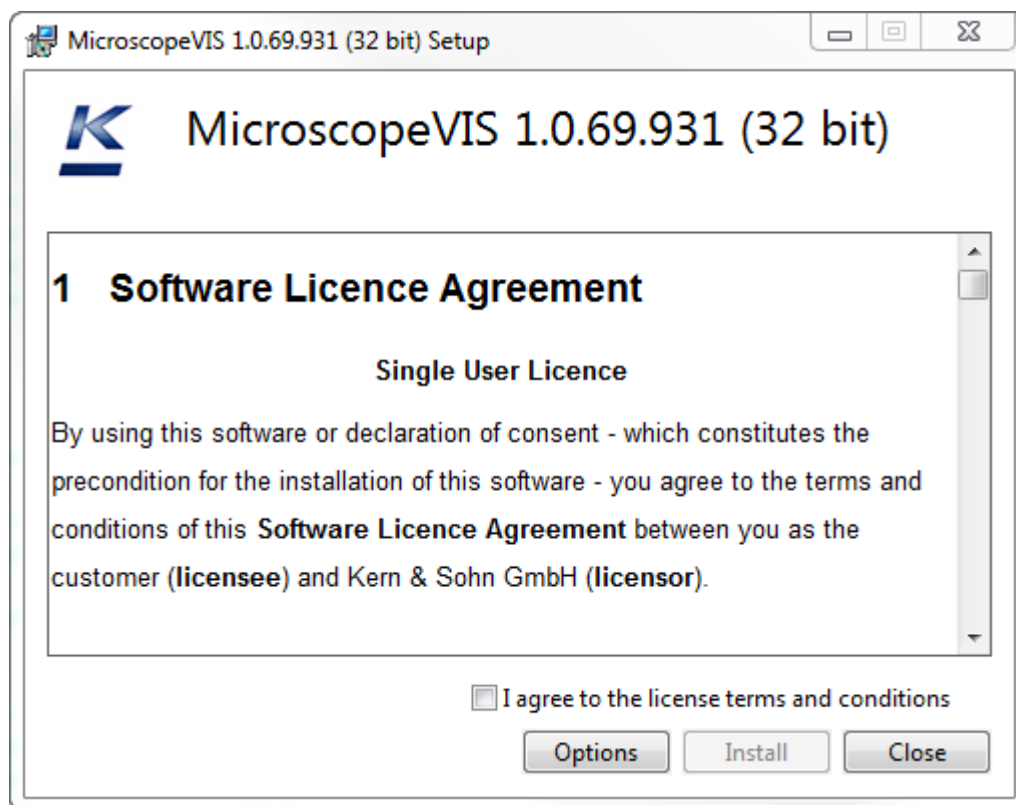 MicroscopeVIS 1.0.69.931 (32 bit) Setup
K
MicroscopeVIS 1.0.69.931 (32 bit)
1 Software Licence Agreement
Single User Licence
By using this software or declaration of consent - which constitutes the
precondition for the installation of this software - you agree to the terms and
conditions of this Software Licence Agreement between you as the
customer (licensee) and Kern & Sohn GmbH (licensor).
I agree to the license terms and conditions
Options Install Close